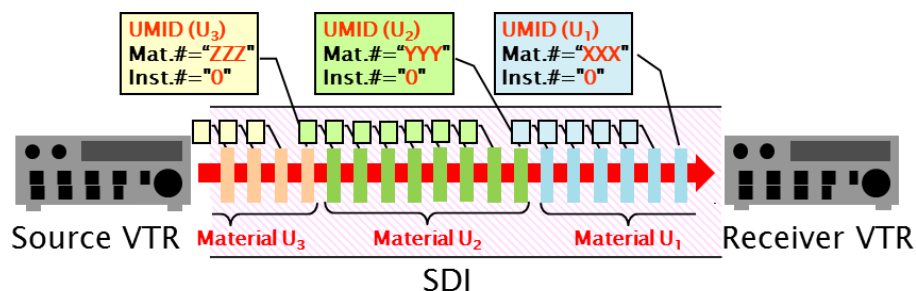 UMID (U3)
Mat.#=“ZZZ"
Inst.#="0"
UMID (U2)
Mat.#=“YYY"
Inst.#="0"
UMID (U1)
Mat.#=“XXX"
Inst.#="0"
Source VTR
Material U3
Material U2
Material U1
Receiver VTR
SDI